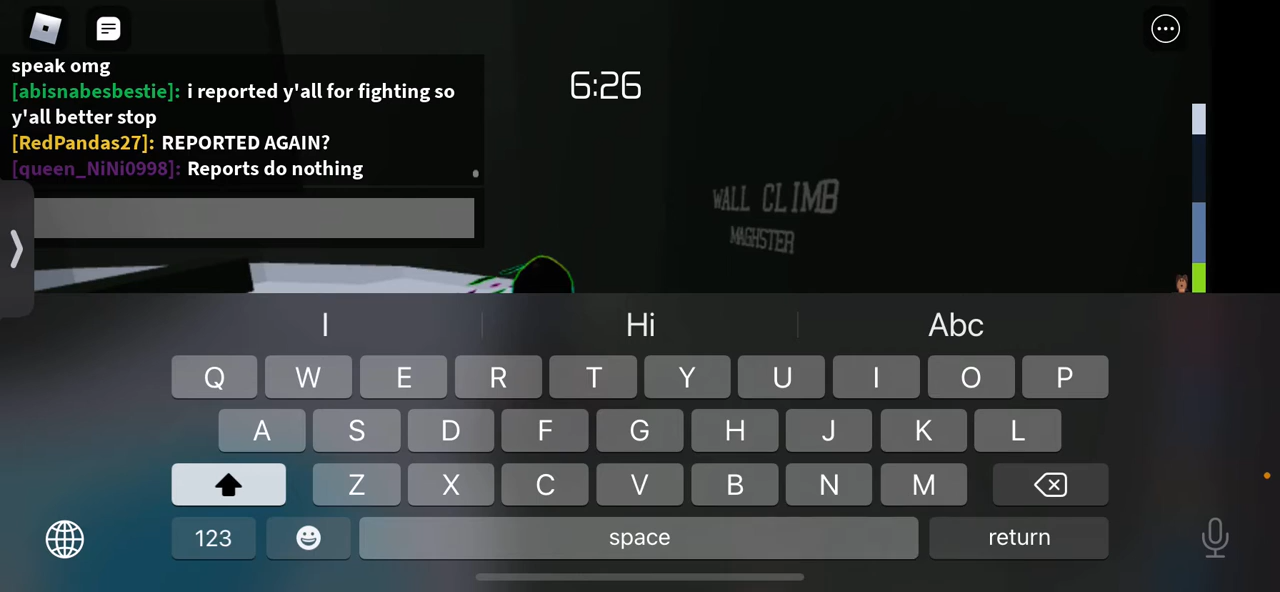 speak omg
[abisnabesbestie]: i reported y'all for fighting so
y'all better stop
[RedPandas27]: REPORTED AGAIN?
[queen_NiNi0998]: Reports do nothing
6:26
WALL CLIMB
MAGHSTER
I Hi Abc
Q W E R T Y U I O P
A S D F G H J K L
Z X C V B N M
123 space return